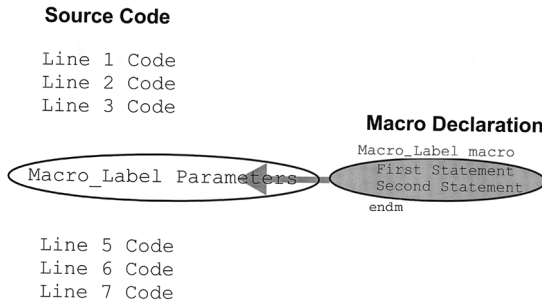 Source Code
Line 1 Code
Line 2 Code
Line 3 Code
Macro Declaration
Macro_Label macro
First Statement
Second Statement
endm
Macro_Label Parameters
Line 5 Code
Line 6 Code
Line 7 Code